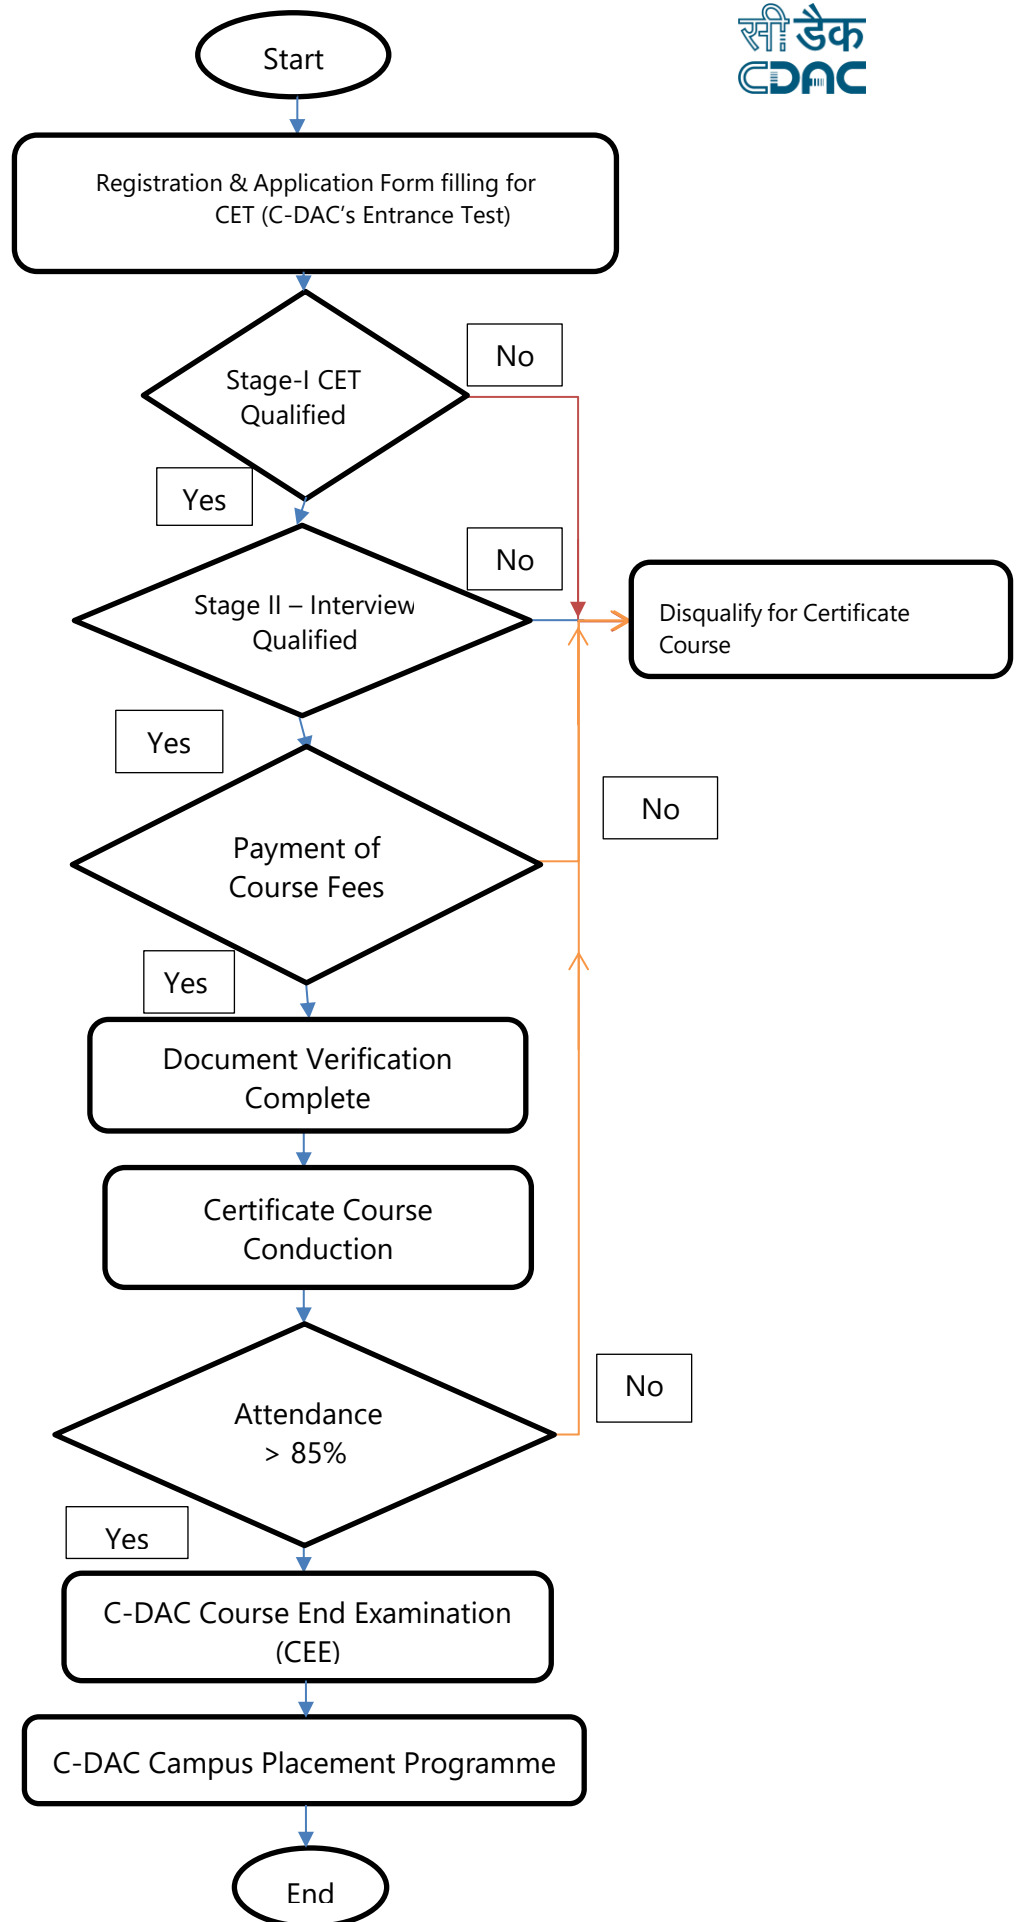 सी डैक
CDAC
Start
Registration & Application Form filling for
CET (C-DAC’s Entrance Test)
No
Stage-I CET
Qualified
Yes
No
Stage II – Interview
Qualified
Disqualify for Certificate
Course
Yes
No
Payment of
Course Fees
Yes
Document Verification
Complete
Certificate Course
Conduction
No
Attendance
> 85%
Yes
C-DAC Course End Examination
(CEE)
C-DAC Campus Placement Programme
End